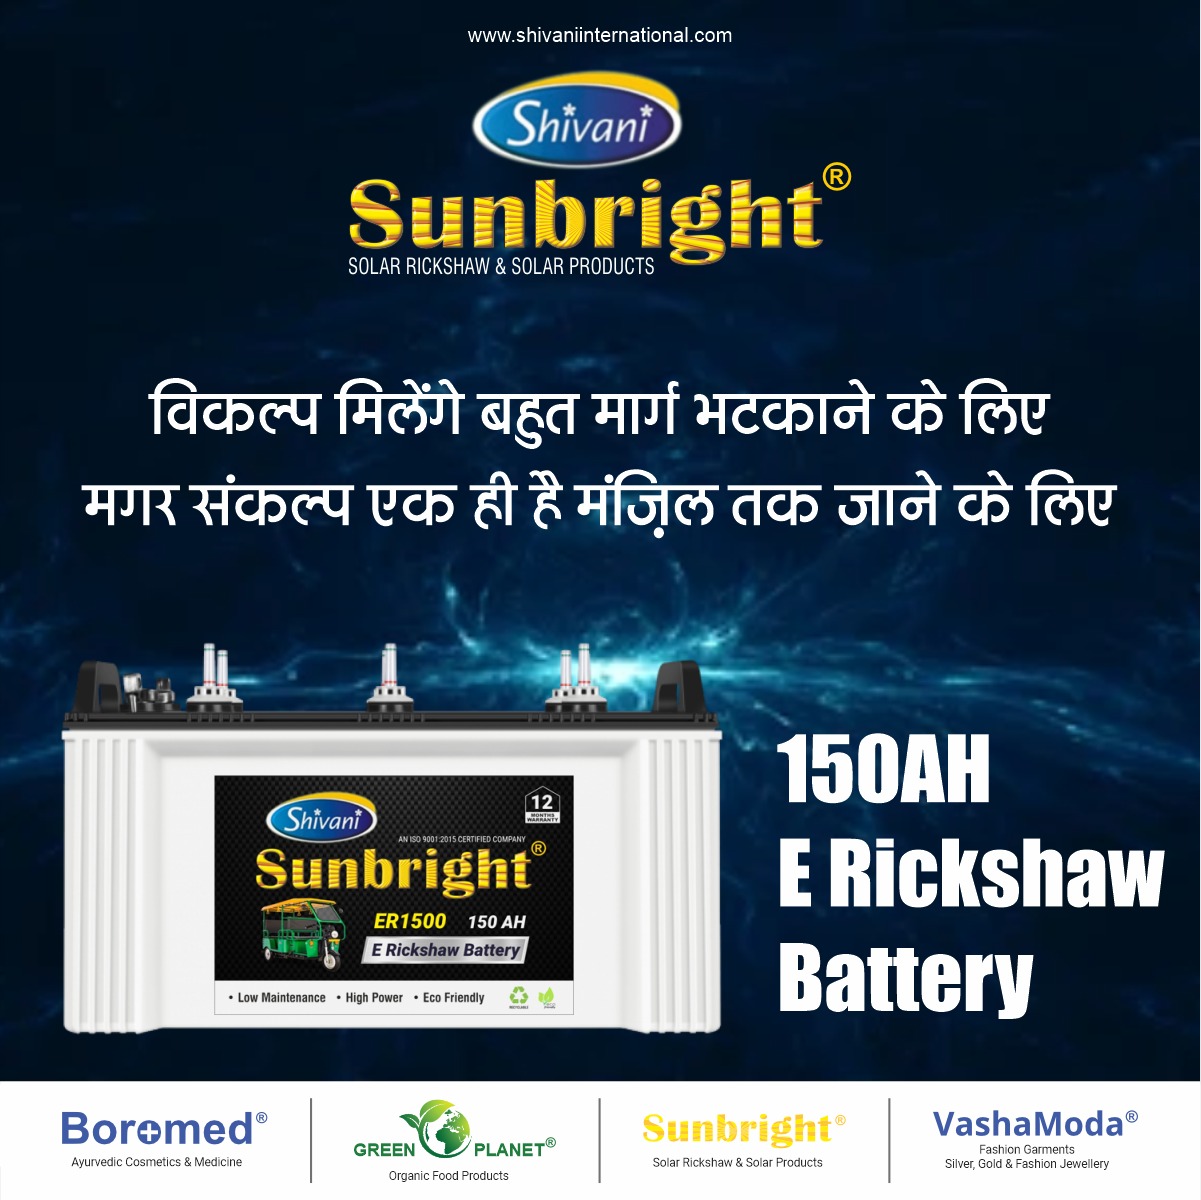 www.shivaniinternational.com
Shivani
Sunbright®
SOLAR RICKSHAW & SOLAR PRODUCTS
विकल्प मिलेंगे बहुत मार्ग भटकाने के लिए
मगर संकल्प एक ही है मंज़िल तक जाने के लिए
Shivani
12
MONTHS
WARRANTY
AN ISO 9001:2015 CERTIFIED COMPANY
Sunbright®
ER1500 150 AH
E Rickshaw Battery
• Low Maintenance • High Power • Eco Friendly
RECYCLABLE
150AH
E Rickshaw
Battery
Boromed®
Ayurvedic Cosmetics & Medicine
GREEN PLANET®
Organic Food Products
Sunbright®
Solar Rickshaw & Solar Products
VashaModa®
Fashion Garments
Silver, Gold & Fashion Jewellery